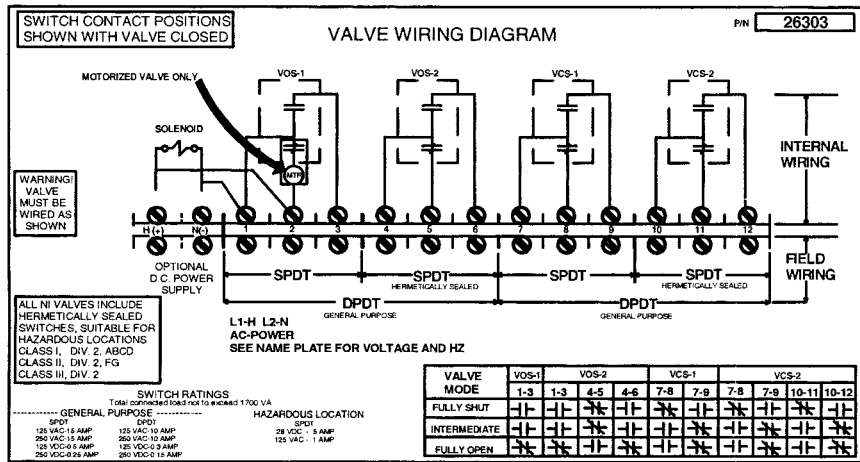 SWITCH CONTACT POSITIONS
SHOWN WITH VALVE CLOSED
VALVE WIRING DIAGRAM
P/N 26303
MOTORIZED VALVE ONLY
VOS-1
VOS-2
VCS-1
VCS-2
SOLENOID
MTR
INTERNAL
WIRING
WARNING!
VALVE
MUST BE
WIRED AS
SHOWN
H (+) N(-) 1 2 3 4 5 6 7 8 9 10 11 12
OPTIONAL
D.C. POWER
SUPPLY
SPDT
SPDT
HERMETICALLY SEALED
SPDT
SPDT
HERMETICALLY SEALED
FIELD
WIRING
DPDT
GENERAL PURPOSE
DPDT
GENERAL PURPOSE
ALL NI VALVES INCLUDE
HERMETICALLY SEALED
SWITCHES, SUITABLE FOR
HAZARDOUS LOCATIONS
CLASS I, DIV. 2, ABCD
CLASS II, DIV. 2, FG
CLASS III, DIV. 2
L1-H L2-N
AC-POWER
SEE NAME PLATE FOR VOLTAGE AND HZ
SWITCH RATINGS
Total connected load not to exceed 1700 VA
GENERAL PURPOSE
SPDT DPDT
125 VAC-15 AMP 125 VAC-10 AMP
250 VAC-15 AMP 250 VAC-10 AMP
125 VDC-0.5 AMP 125 VDC-0.3 AMP
250 VDC-0.25 AMP 250 VDC-0.15 AMP
HAZARDOUS LOCATION
SPDT
28 VDC - 5 AMP
125 VAC - 1 AMP
VALVE MODE VOS-1 VOS-2 VCS-1 VCS-2
1-3 1-3 4-5 4-6 7-8 7-9 7-8 7-9 10-11 10-12
FULLY SHUT
INTERMEDIATE
FULLY OPEN